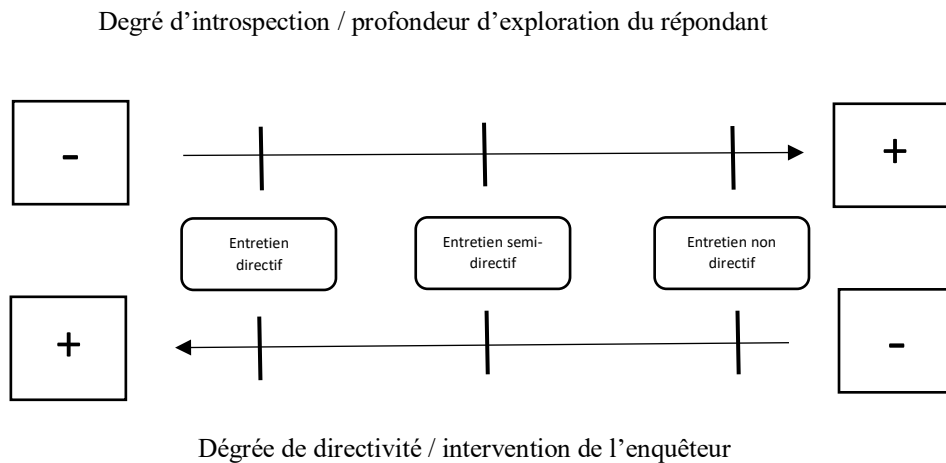 Degré d’introspection / profondeur d’exploration du répondant
-
+
Entretien
directif
Entretien semi-
directif
Entretien non
directif
+
-
Dégrée de directivité / intervention de l’enquêteur